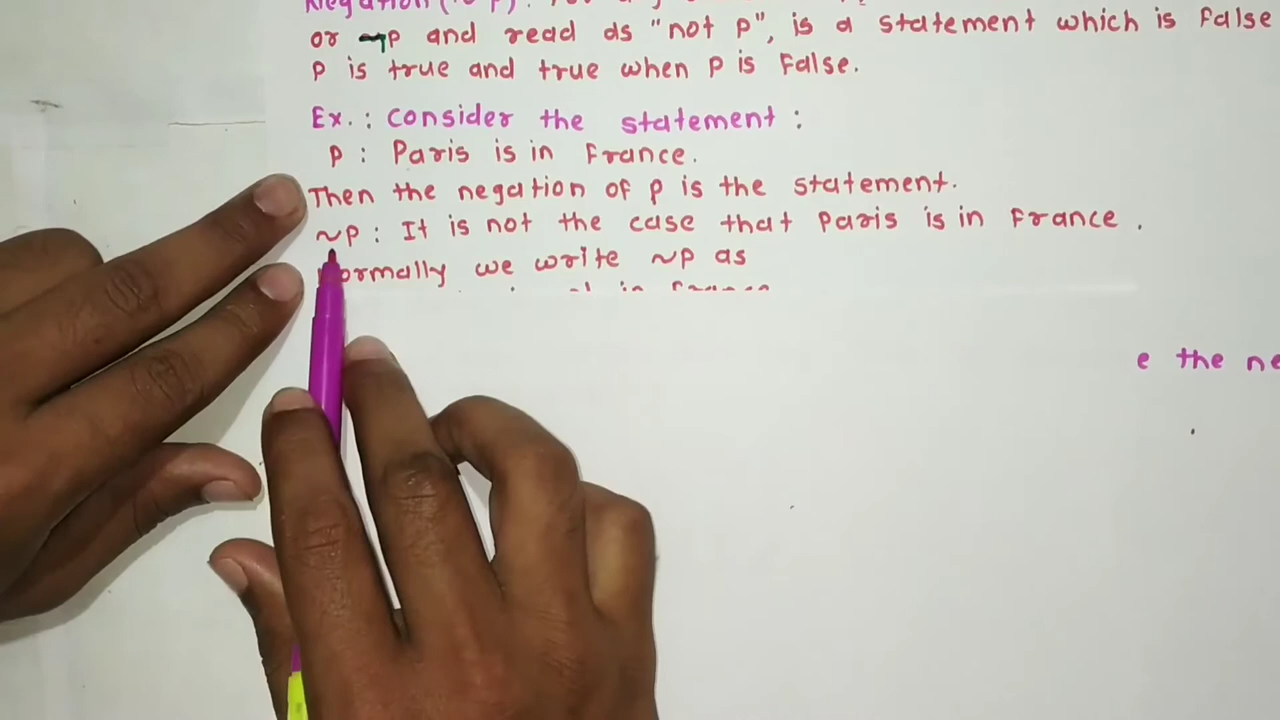 or ¬p and read as "not p", is a statement which is false
p is true and true when p is False.
Ex.: consider the statement :
p : Paris is in France.
Then the negation of p is the statement.
~p : It is not the case that Paris is in France .
Normally we write ~p as
e the ne